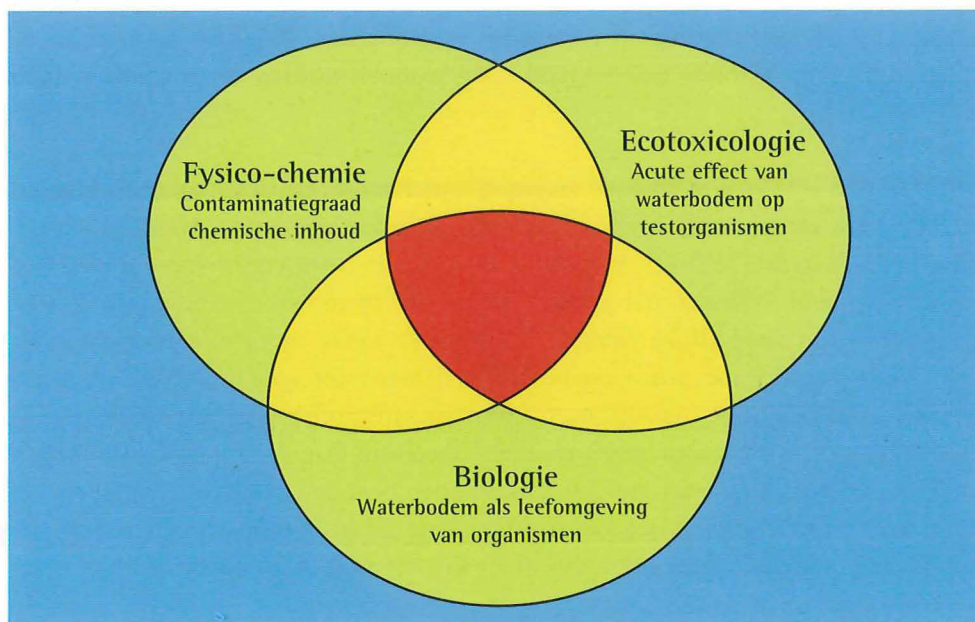 Fysico-chemie
Contaminatiegraad
chemische inhoud
Ecotoxicologie
Acute effect van
waterbodem op
testorganismen
Biologie
Waterbodem als leefomgeving
van organismen